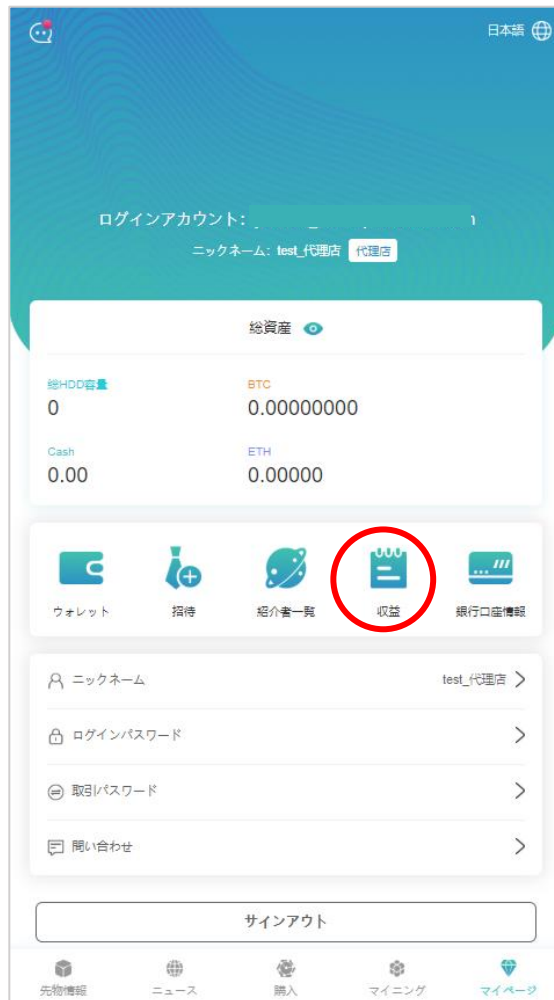 日本語
ログインアカウント:
ニックネーム: test_代理店 代理店
総資産
総HDD容量 BTC
0 0.00000000
Cash ETH
0.00 0.00000
ウォレット 招待 紹介者一覧 収益 銀行口座情報
ニックネーム test_代理店
ログインパスワード
取引パスワード
問い合わせ
サインアウト
先物情報 ニュース 購入 マイニング マイページ